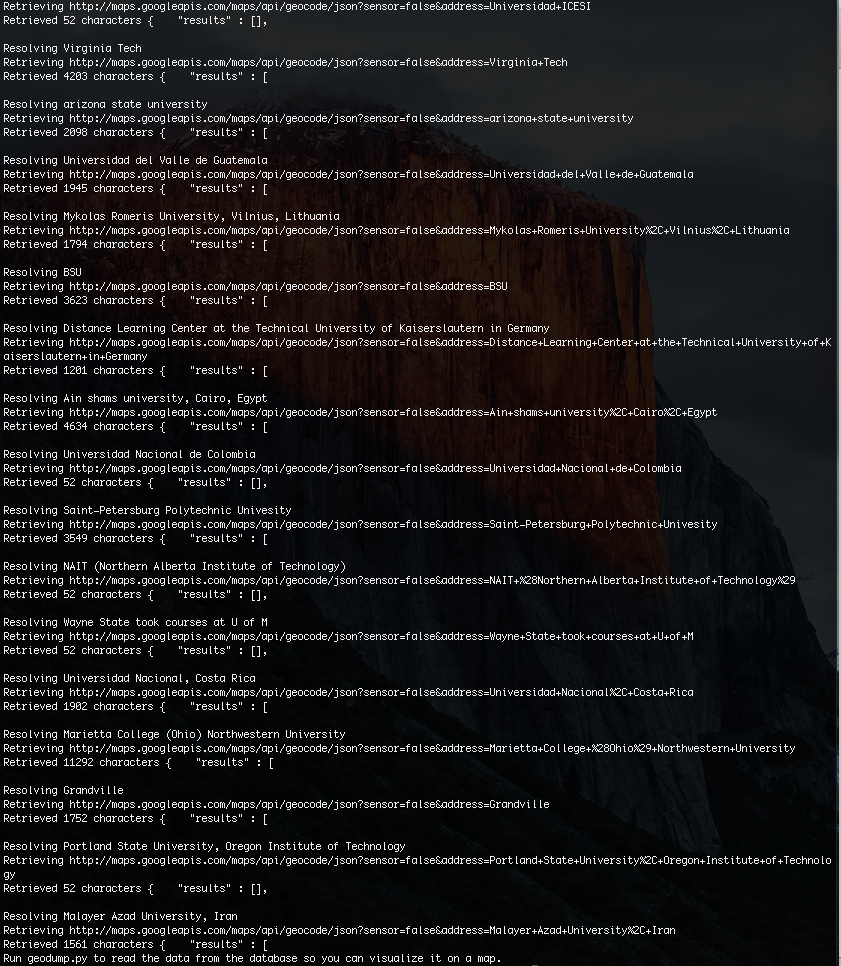 Retrieving http://maps.googleapis.com/maps/api/geocode/json?sensor=false&address=Universidad+ICESI
Retrieved 52 characters {    "results" : [],
Resolving Virginia Tech
Retrieving http://maps.googleapis.com/maps/api/geocode/json?sensor=false&address=Virginia+Tech
Retrieved 4203 characters {    "results" : [
Resolving arizona state university
Retrieving http://maps.googleapis.com/maps/api/geocode/json?sensor=false&address=arizona+state+university
Retrieved 2098 characters {    "results" : [
Resolving Universidad del Valle de Guatemala
Retrieving http://maps.googleapis.com/maps/api/geocode/json?sensor=false&address=Universidad+del+Valle+de+Guatemala
Retrieved 1945 characters {    "results" : [
Resolving Mykolas Romeris University, Vilnius, Lithuania
Retrieving http://maps.googleapis.com/maps/api/geocode/json?sensor=false&address=Mykolas+Romeris+University%2C+Vilnius%2C+Lithuania
Retrieved 1794 characters {    "results" : [
Resolving BSU
Retrieving http://maps.googleapis.com/maps/api/geocode/json?sensor=false&address=BSU
Retrieved 3623 characters {    "results" : [
Resolving Distance Learning Center at the Technical University of Kaiserslautern in Germany
Retrieving http://maps.googleapis.com/maps/api/geocode/json?sensor=false&address=Distance+Learning+Center+at+the+Technical+University+of+K
aiserslautern+in+Germany
Retrieved 1201 characters {    "results" : [
Resolving Ain shams university, Cairo, Egypt
Retrieving http://maps.googleapis.com/maps/api/geocode/json?sensor=false&address=Ain+shams+university%2C+Cairo%2C+Egypt
Retrieved 4634 characters {    "results" : [
Resolving Universidad Nacional de Colombia
Retrieving http://maps.googleapis.com/maps/api/geocode/json?sensor=false&address=Universidad+Nacional+de+Colombia
Retrieved 52 characters {    "results" : [],
Resolving Saint-Petersburg Polytechnic Univesity
Retrieving http://maps.googleapis.com/maps/api/geocode/json?sensor=false&address=Saint-Petersburg+Polytechnic+Univesity
Retrieved 3549 characters {    "results" : [
Resolving NAIT (Northern Alberta Institute of Technology)
Retrieving http://maps.googleapis.com/maps/api/geocode/json?sensor=false&address=NAIT+%28Northern+Alberta+Institute+of+Technology%29
Retrieved 52 characters {    "results" : [],
Resolving Wayne State took courses at U of M
Retrieving http://maps.googleapis.com/maps/api/geocode/json?sensor=false&address=Wayne+State+took+courses+at+U+of+M
Retrieved 52 characters {    "results" : [],
Resolving Universidad Nacional, Costa Rica
Retrieving http://maps.googleapis.com/maps/api/geocode/json?sensor=false&address=Universidad+Nacional%2C+Costa+Rica
Retrieved 1902 characters {    "results" : [
Resolving Marietta College (Ohio) Northwestern University
Retrieving http://maps.googleapis.com/maps/api/geocode/json?sensor=false&address=Marietta+College+%28Ohio%29+Northwestern+University
Retrieved 11292 characters {    "results" : [
Resolving Grandville
Retrieving http://maps.googleapis.com/maps/api/geocode/json?sensor=false&address=Grandville
Retrieved 1752 characters {    "results" : [
Resolving Portland State University, Oregon Institute of Technology
Retrieving http://maps.googleapis.com/maps/api/geocode/json?sensor=false&address=Portland+State+University%2C+Oregon+Institute+of+Technolo
gy
Retrieved 52 characters {    "results" : [],
Resolving Malayer Azad University, Iran
Retrieving http://maps.googleapis.com/maps/api/geocode/json?sensor=false&address=Malayer+Azad+University%2C+Iran
Retrieved 1561 characters {    "results" : [
Run geodump.py to read the data from the database so you can visualize it on a map.